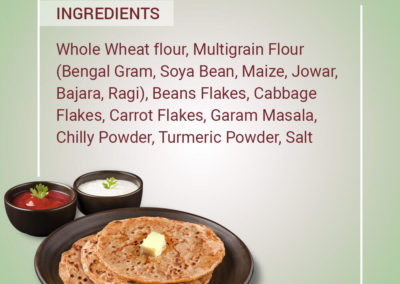 INGREDIENTS
Whole Wheat flour, Multigrain Flour
(Bengal Gram, Soya Bean, Maize, Jowar,
Bajara, Ragi), Beans Flakes, Cabbage
Flakes, Carrot Flakes, Garam Masala,
Chilly Powder, Turmeric Powder, Salt